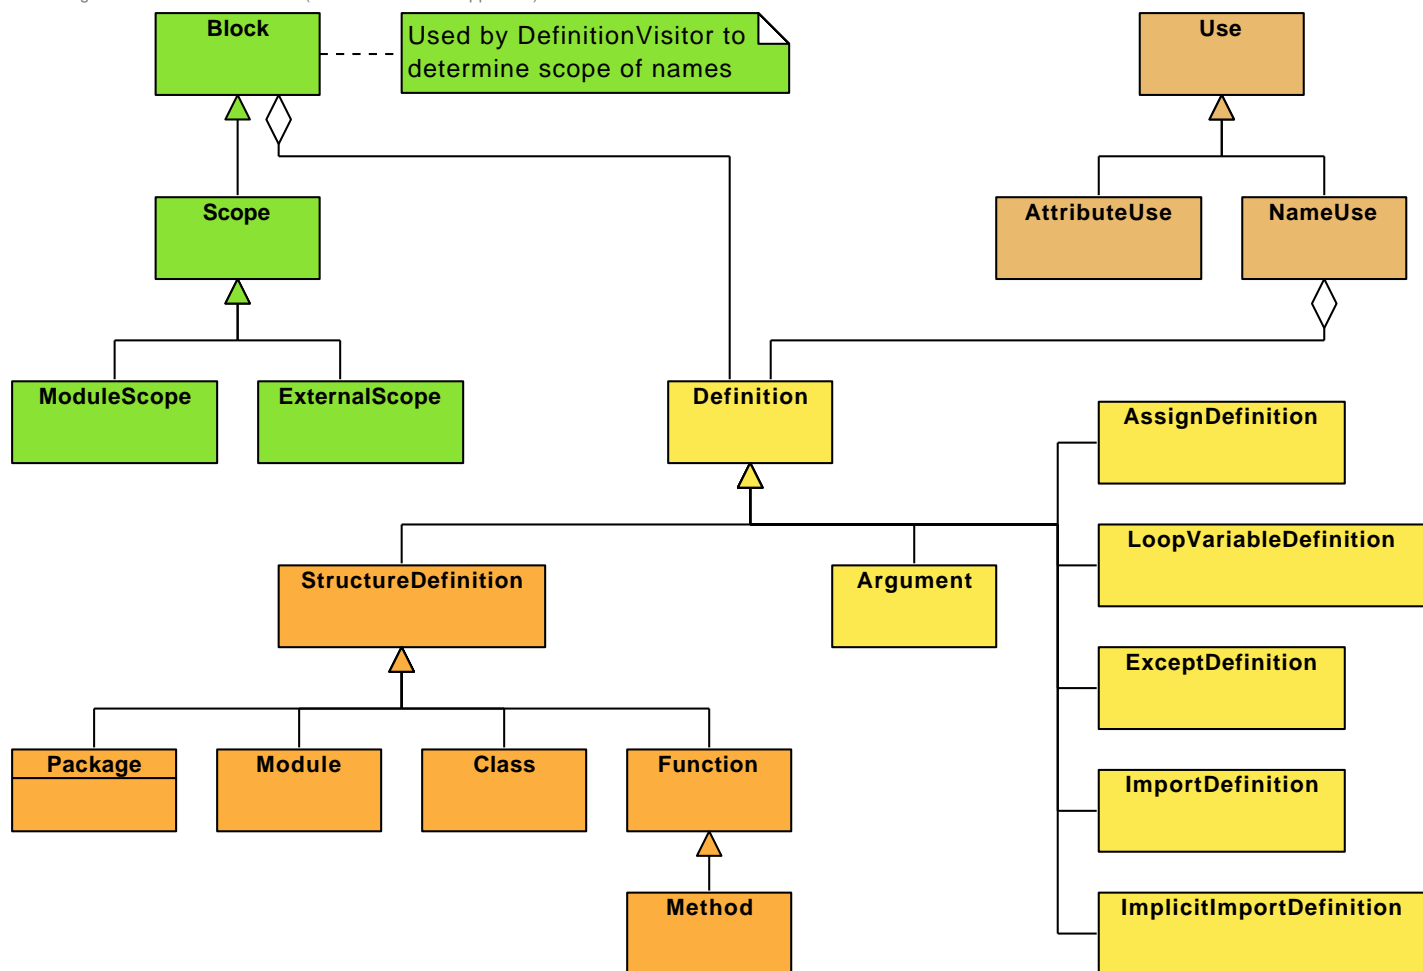 Block
Used by DefinitionVisitor to
determine scope of names
Use
Scope
AttributeUse
NameUse
ModuleScope
ExternalScope
Definition
AssignDefinition
LoopVariableDefinition
StructureDefinition
Argument
ExceptDefinition
Package
Module
Class
Function
ImportDefinition
Method
ImplicitImportDefinition